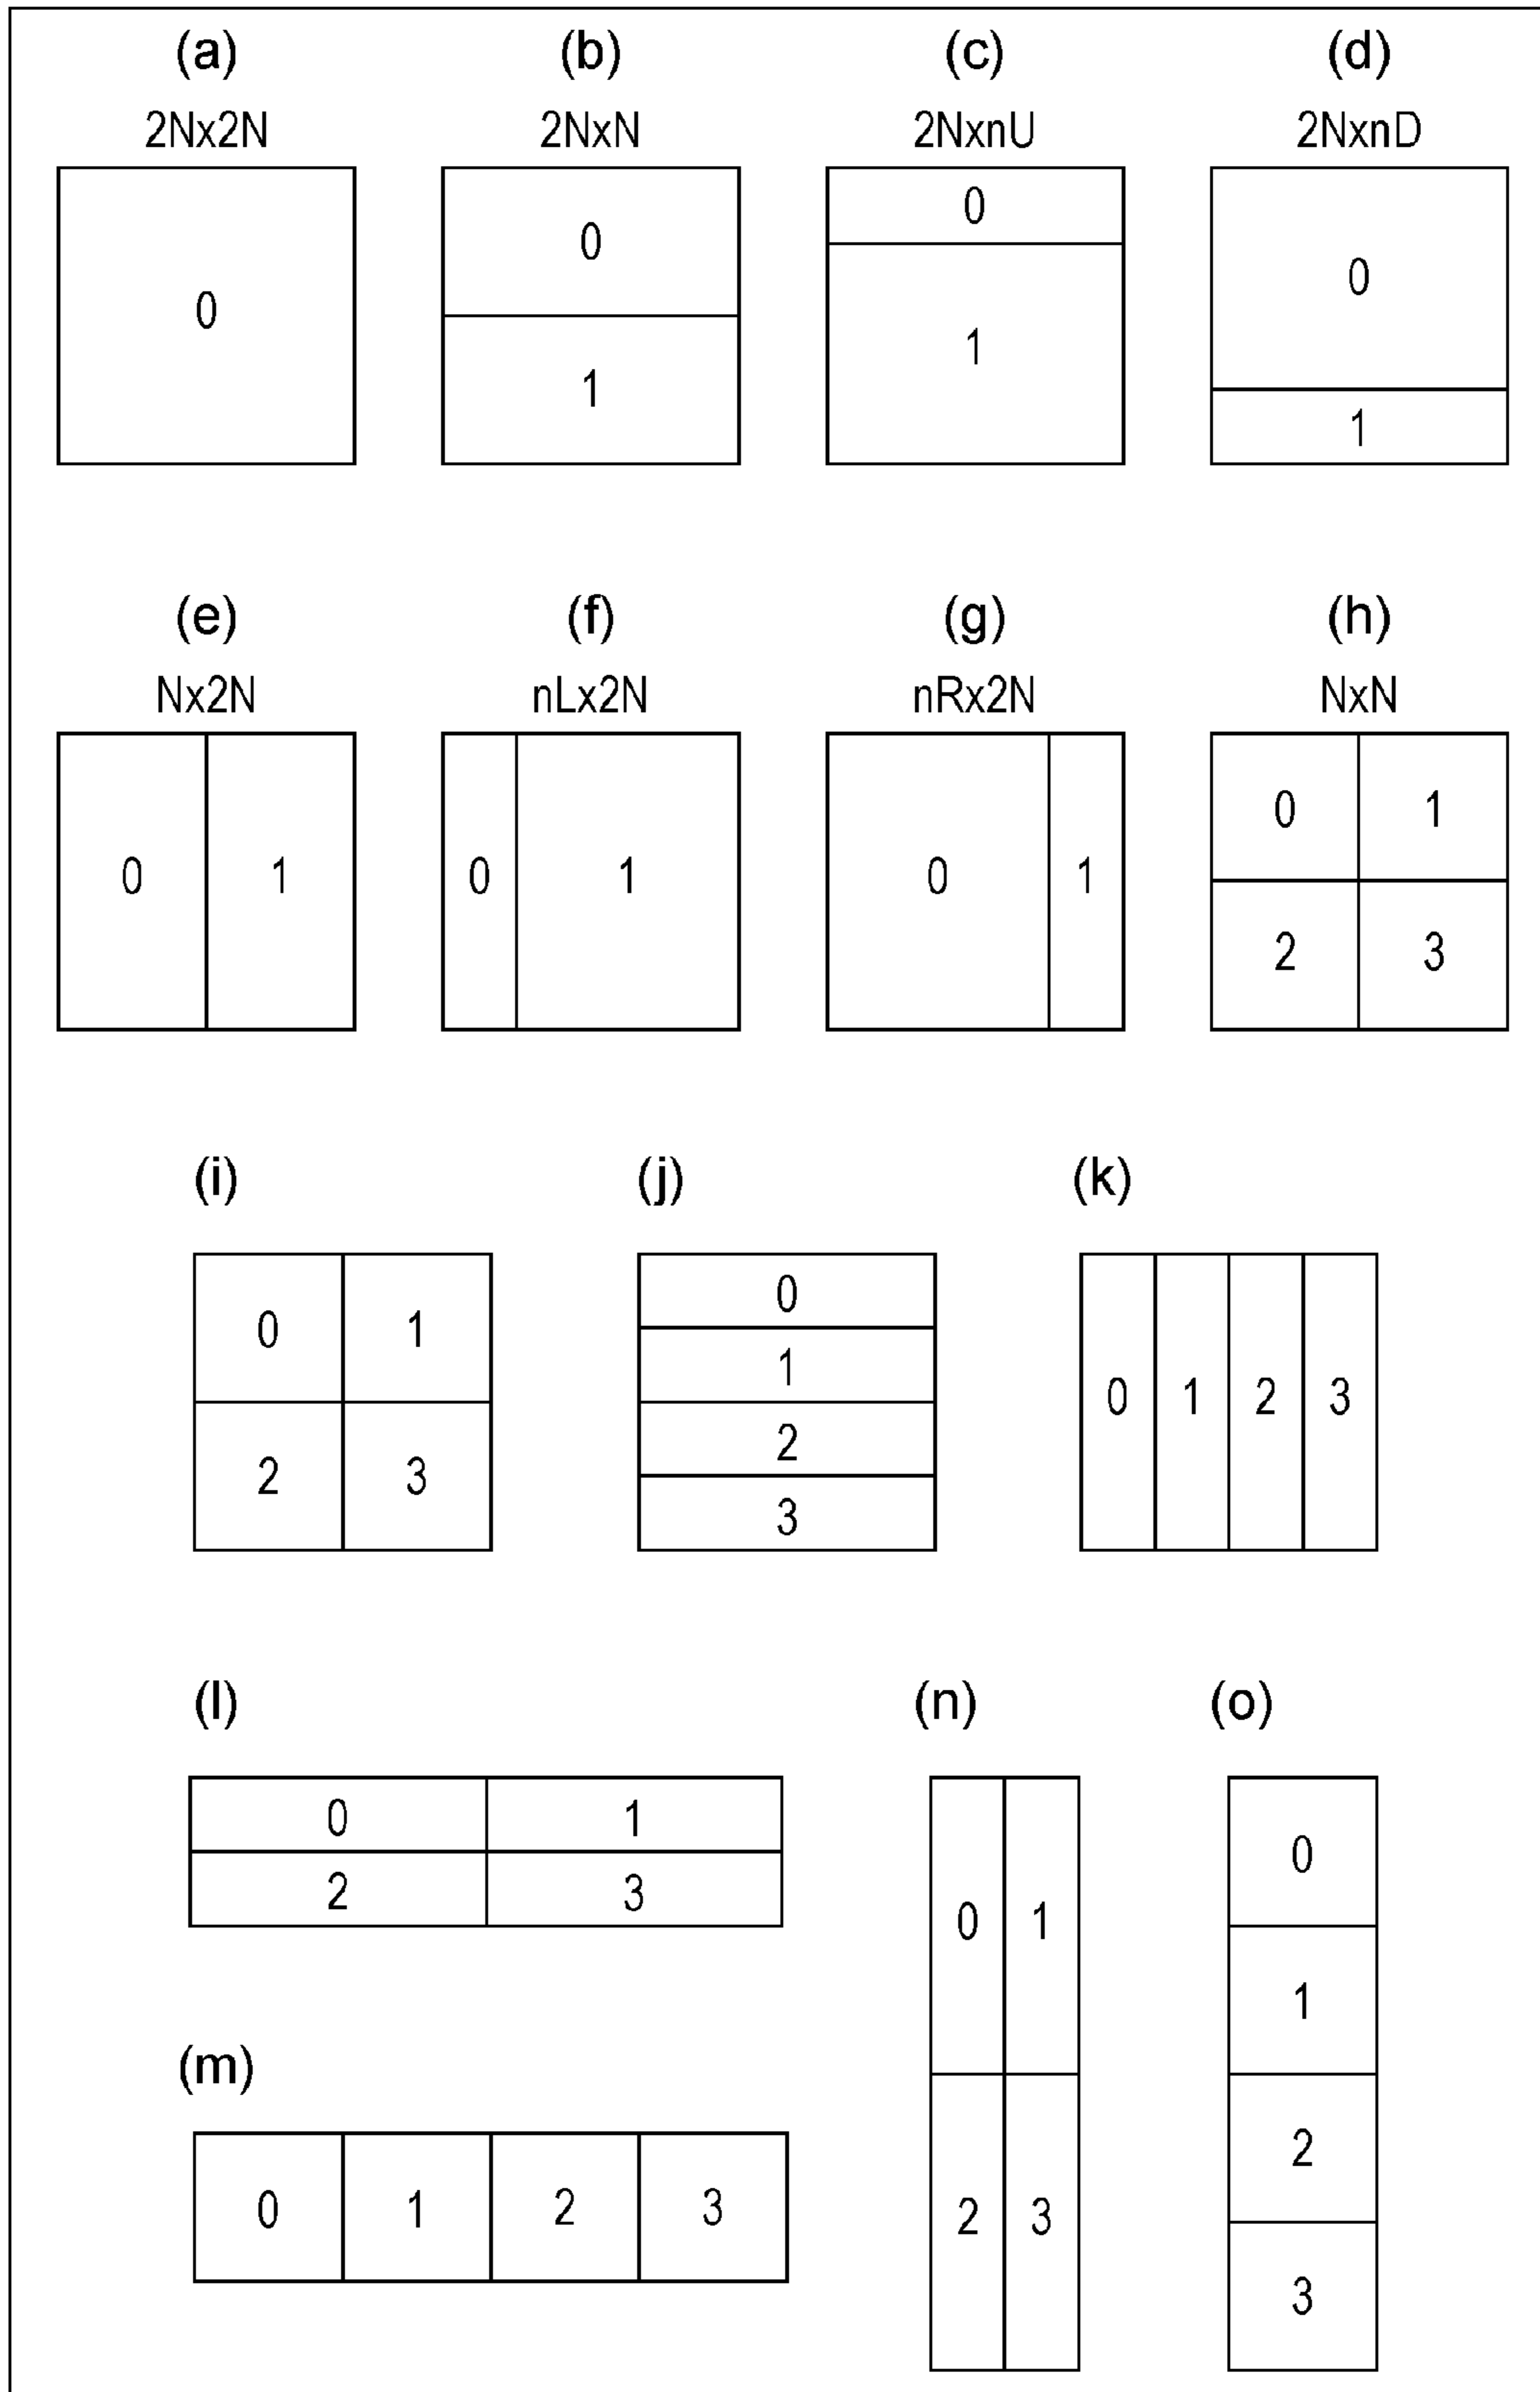 (a) (b) (c) (d)
2Nx2N 2NxN 2NxnU 2NxnD
0
0
1
0
1
0
1
(e) (f) (g) (h)
Nx2N nLx2N nRx2N NxN
0 1
0 1
0 1
0 1
2 3
(i) (j) (k)
0 1
2 3
0
1
2
3
0 1 2 3
(l) (n) (o)
0 1
2 3
0 1
2 3
0
1
2
3
(m)
0 1 2 3